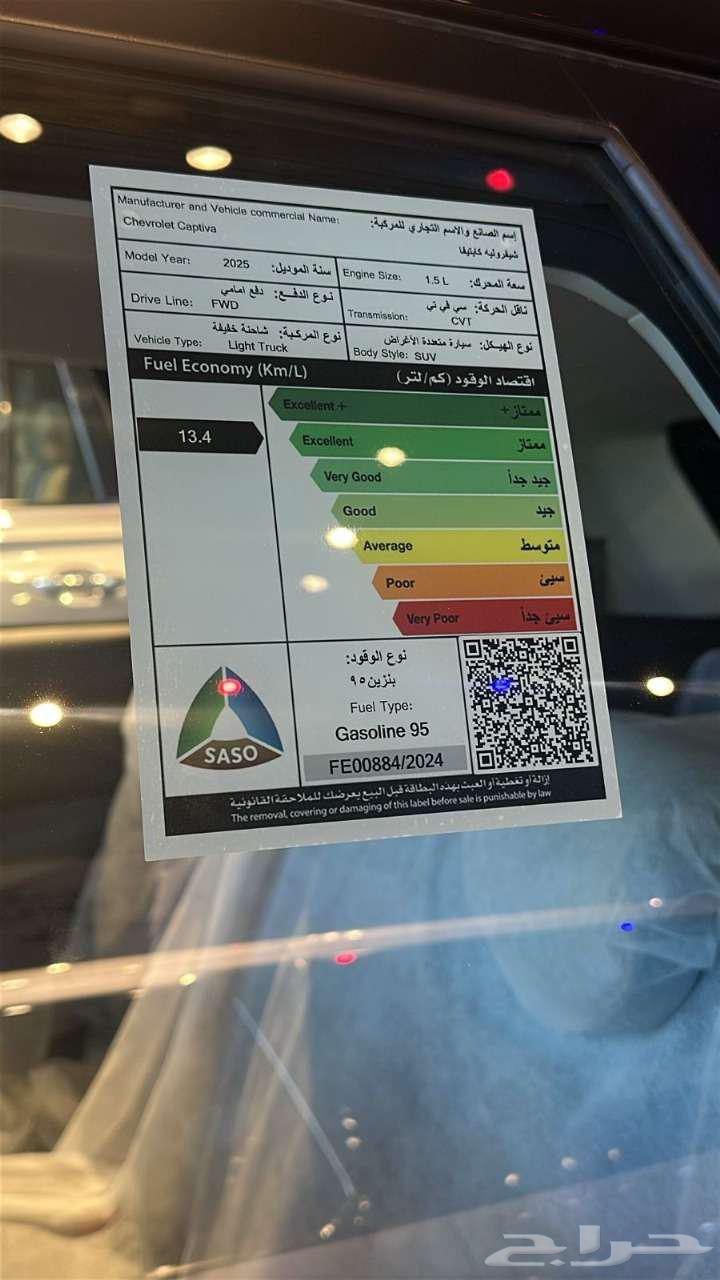 Manufacturer and Vehicle commercial Name: إسم الصانع والاسم التجاري للمركبة:
Chevrolet Captiva شيفروليه كابتيفا
Model Year: 2025 سنة الموديل:
Engine Size: 1.5 L سعة المحرك:
Drive Line: دفع امامي نوع الدفع:
FWD
Transmission: سي في تي ناقل الحركة:
CVT
Vehicle Type: شاحنة خفيفة نوع المركبة:
Light Truck
Body Style: سيارة متعددة الأغراض نوع الهيكل:
SUV
Fuel Economy (Km/L) اقتصاد الوقود (كم/لتر)
Excellent + ممتاز+
13.4
Excellent ممتاز
Very Good جيد جداً
Good جيد
Average متوسط
Poor سيئ
Very Poor سيئ جداً
SASO
نوع الوقود:
بنزين ٩٥
Fuel Type:
Gasoline 95
FE00884/2024
إزالة أو تغطية أو العبث بهذه البطاقة قبل البيع يعرضك للملاحقة القانونية
The removal, covering or damaging of this label before sale is punishable by law
حراج